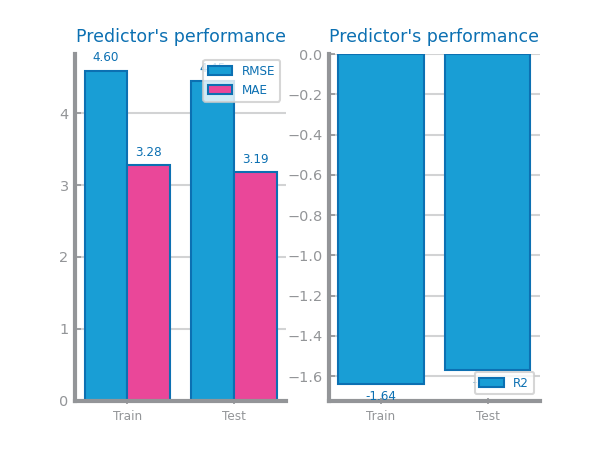 Predictor's performance
4.60
3.28
3.19
RMSE
MAE
4
3
2
1
0
Train
Test
Predictor's performance
0.0
−0.2
−0.4
−0.6
−0.8
−1.0
−1.2
−1.4
−1.6
-1.64
R2
Train
Test